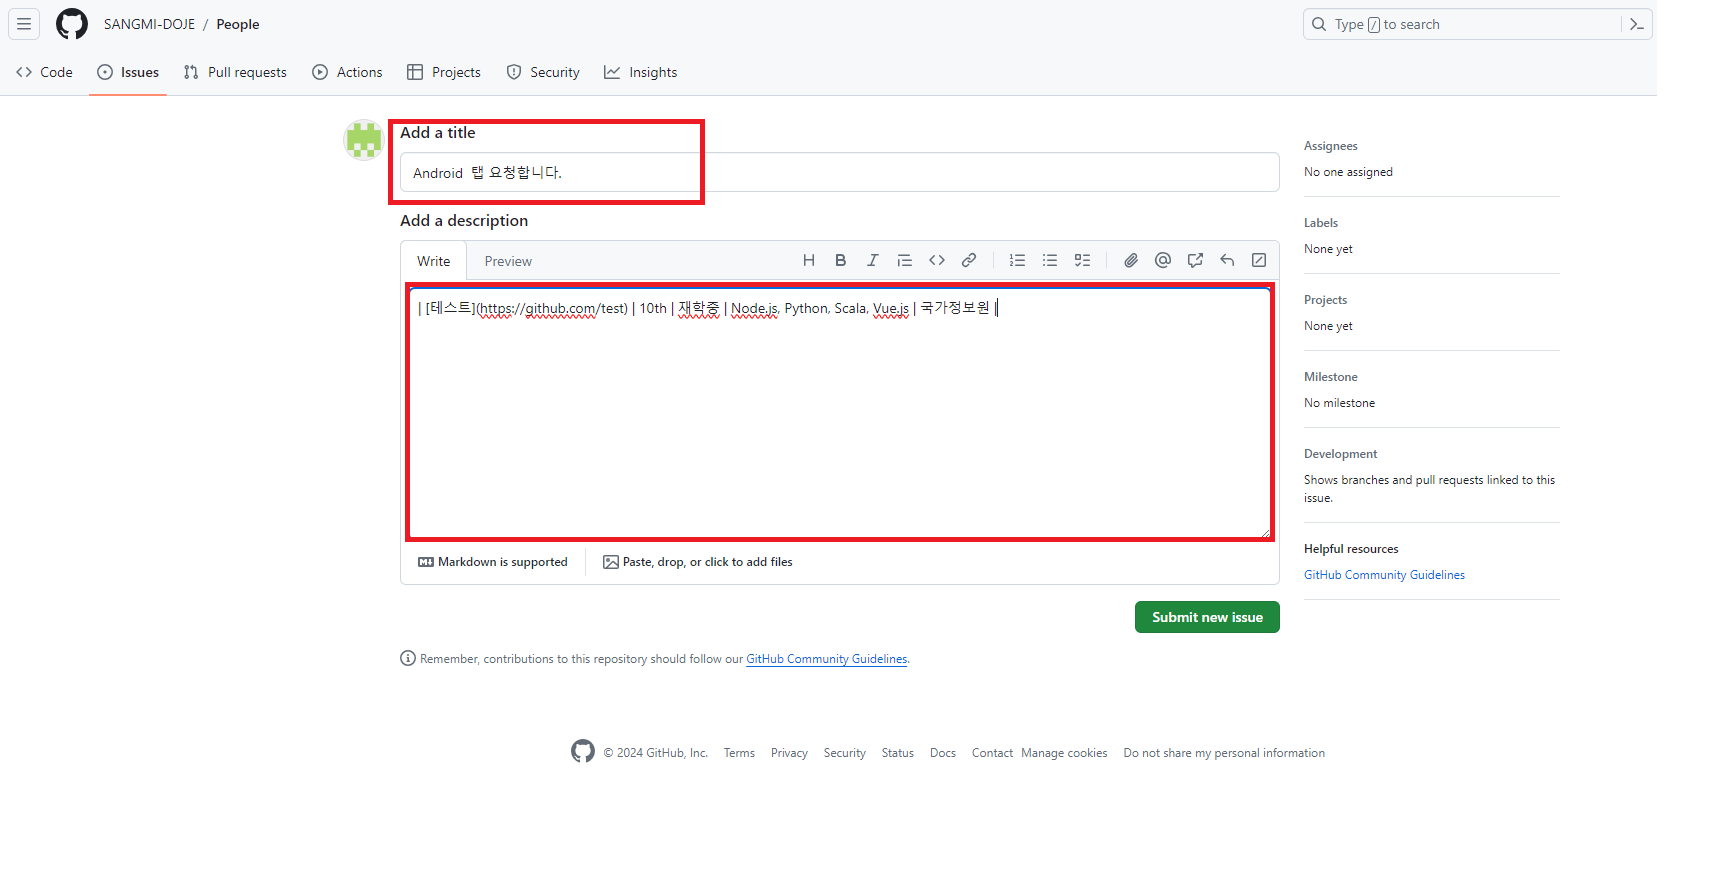 SANGMI-DOJE / People
Type / to search
Code Issues Pull requests Actions Projects Security Insights
Add a title
Android 탭 요청합니다.
Add a description
Write Preview
| [테스트](https://github.com/test) | 10th | 재학중 | Node.js, Python, Scala, Vue.js | 국가정보원 |
Markdown is supported
Paste, drop, or click to add files
Submit new issue
Remember, contributions to this repository should follow our GitHub Community Guidelines.
Assignees
No one assigned
Labels
None yet
Projects
None yet
Milestone
No milestone
Development
Shows branches and pull requests linked to this
issue.
Helpful resources
GitHub Community Guidelines
© 2024 GitHub, Inc. Terms Privacy Security Status Docs Contact Manage cookies Do not share my personal information